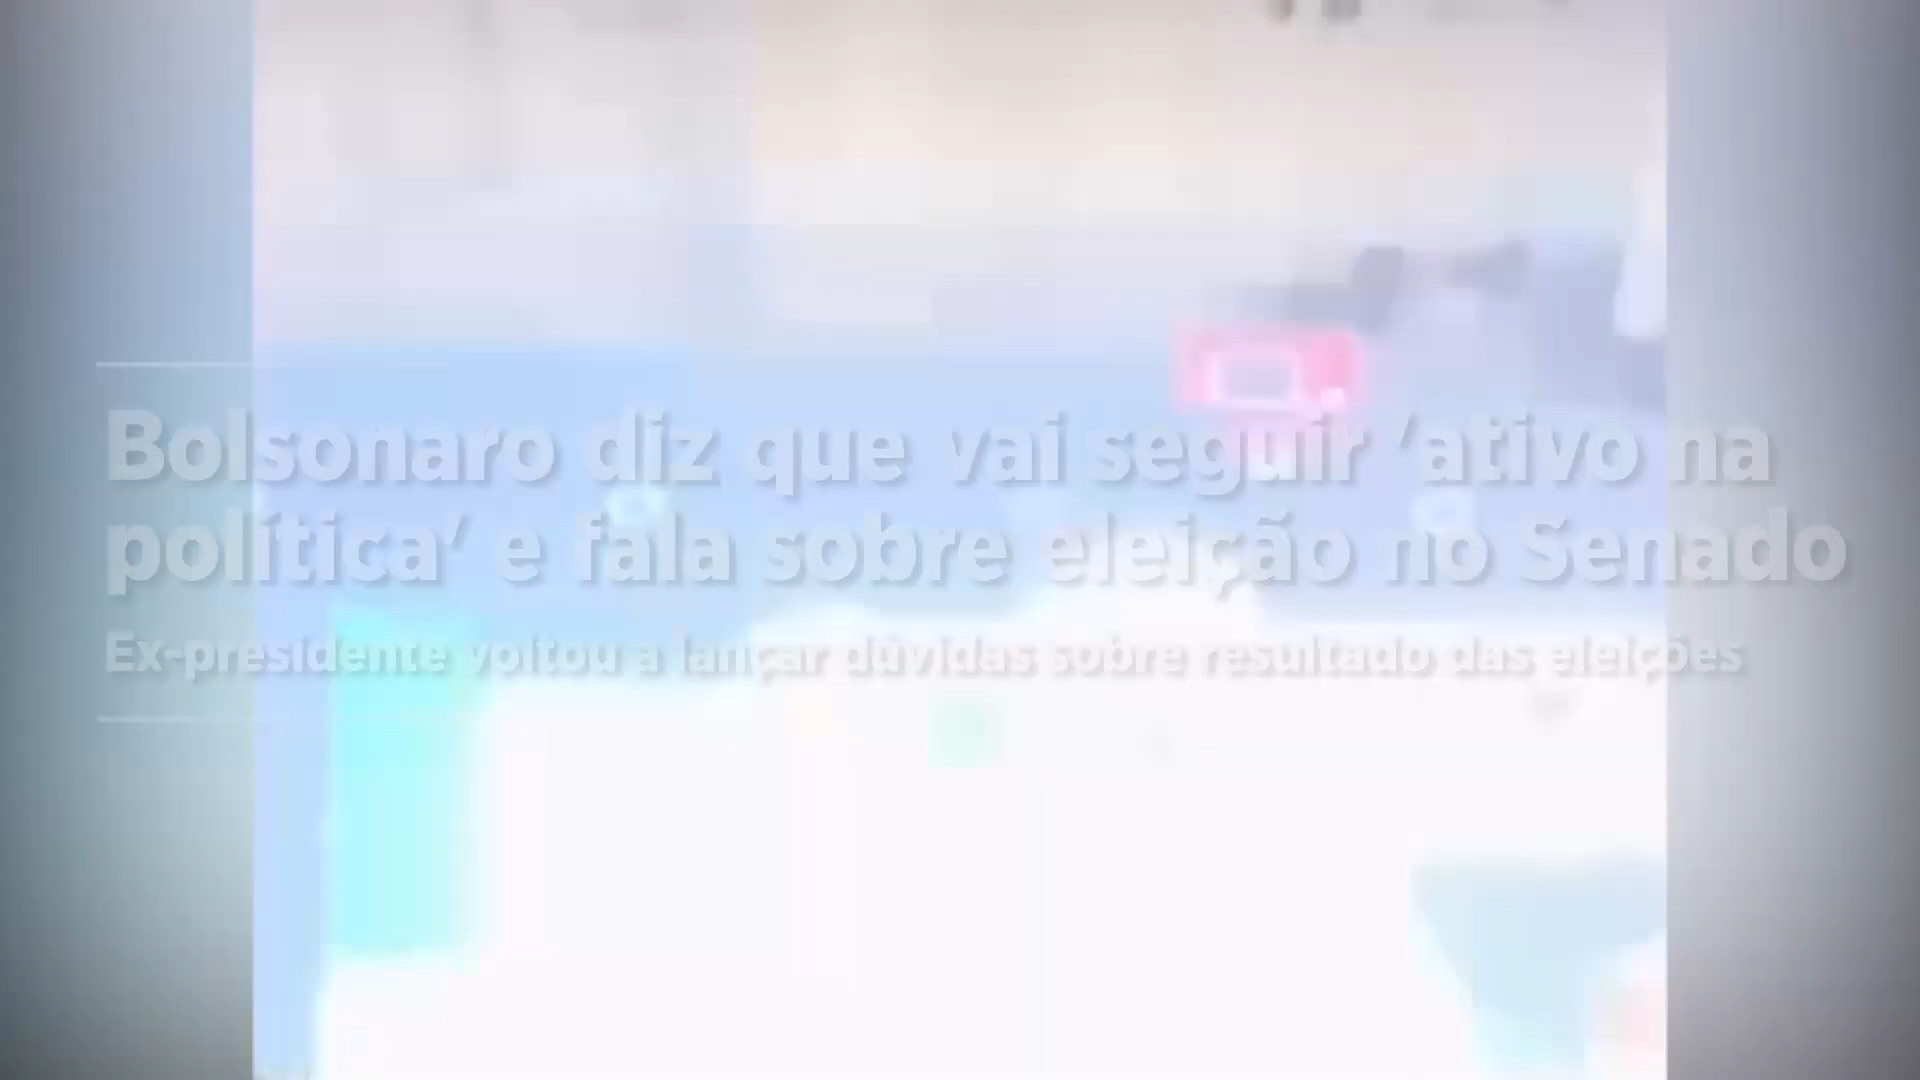 Bolsonaro diz que vai seguir ‘ativo na
política’ e fala sobre eleição no Senado
Ex-presidente voltou a lançar dúvidas sobre resultado das eleições